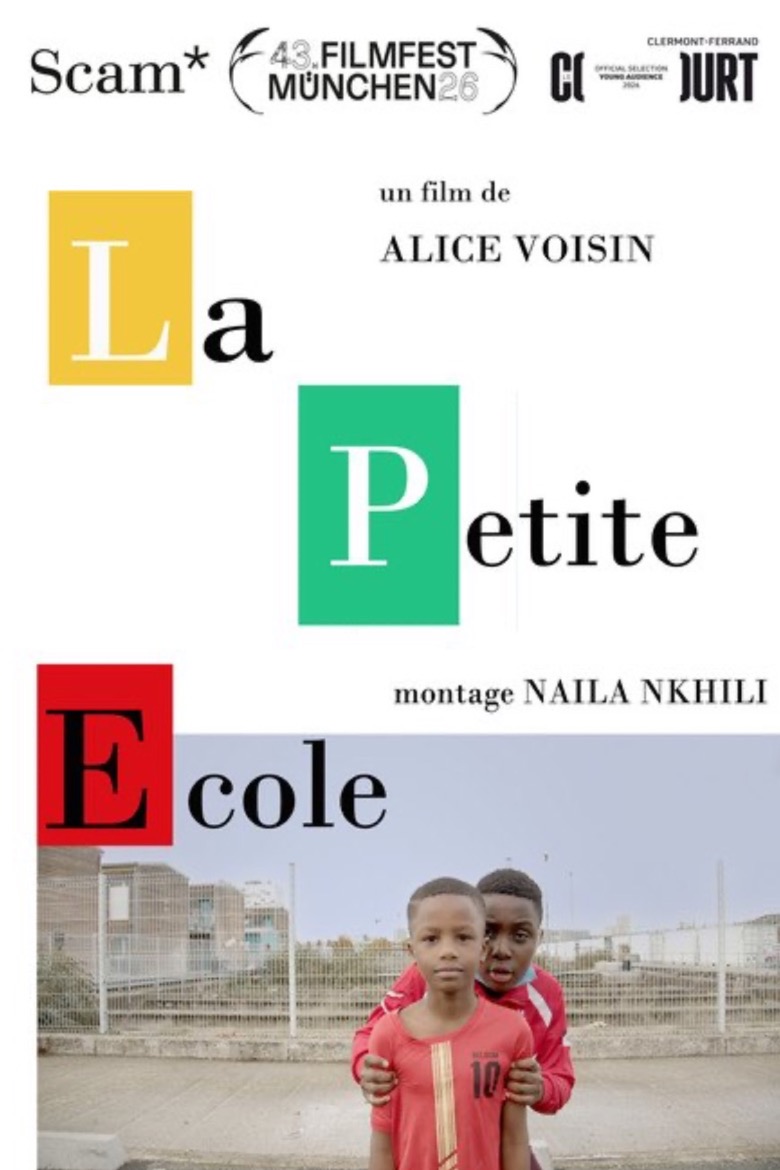 Scam*
43. FILMFEST
MÜNCHEN26
CLERMONT-FERRAND
OFFICIAL SELECTION
YOUNG AUDIENCE
COURT
un film de
ALICE VOISIN
La
Petite
montage NAILA NKHILI
Ecole
10